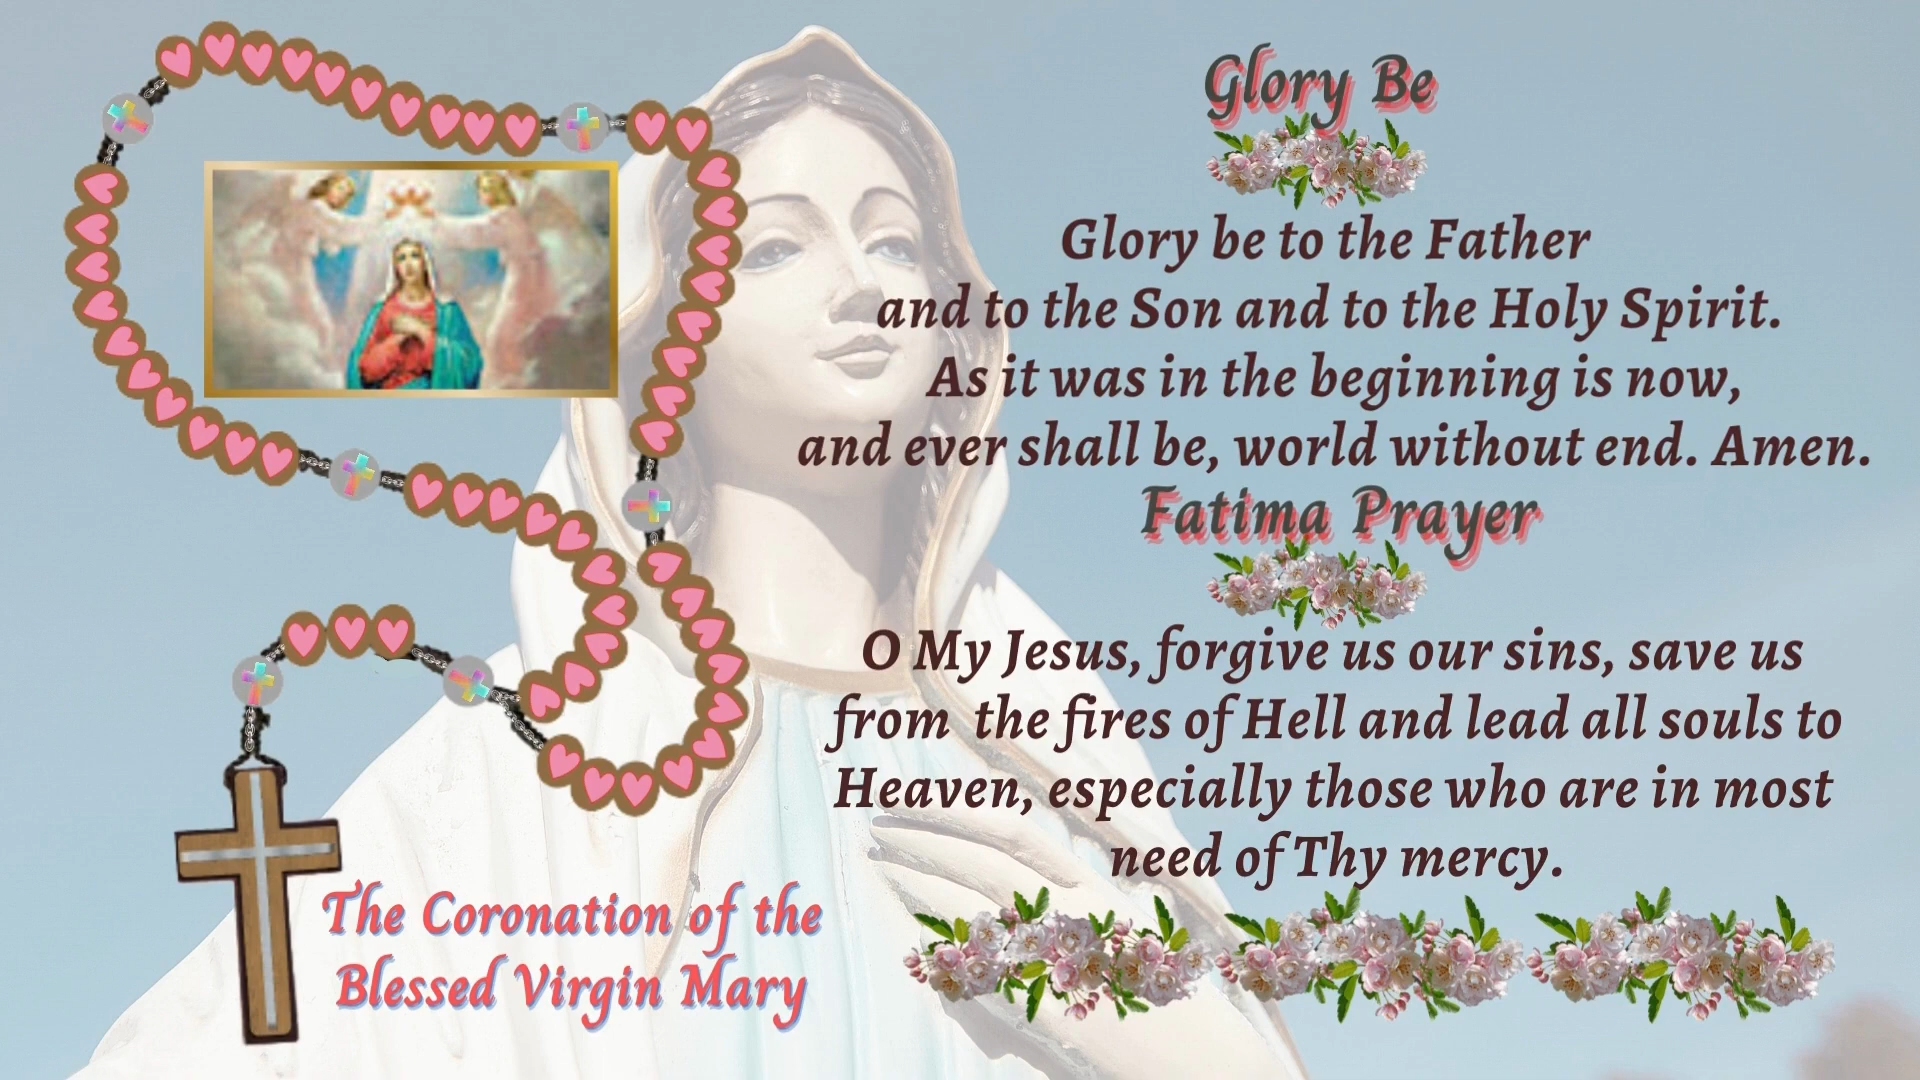 Glory Be
Glory be to the Father
and to the Son and to the Holy Spirit.
As it was in the beginning is now,
and ever shall be, world without end. Amen.
Fatima Prayer
O My Jesus, forgive us our sins, save us
from the fires of Hell and lead all souls to
Heaven, especially those who are in most
need of Thy mercy.
The Coronation of the
Blessed Virgin Mary